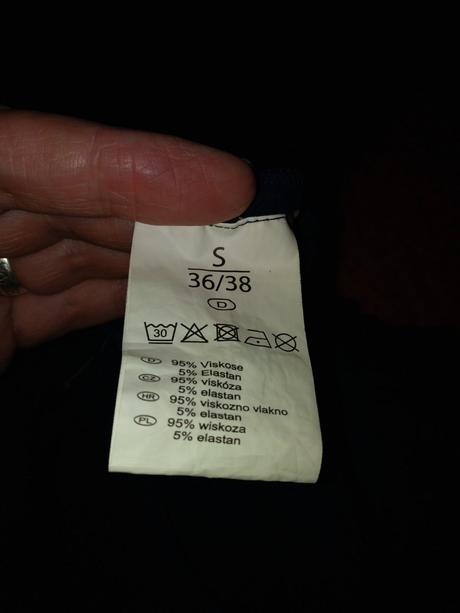 S
36/38
D
30
D 95% Viskose
5% Elastan
CZ 95% viskóza
5% elastan
HR 95% viskozno vlakno
5% elastan
PL 95% wiskoza
5% elastan